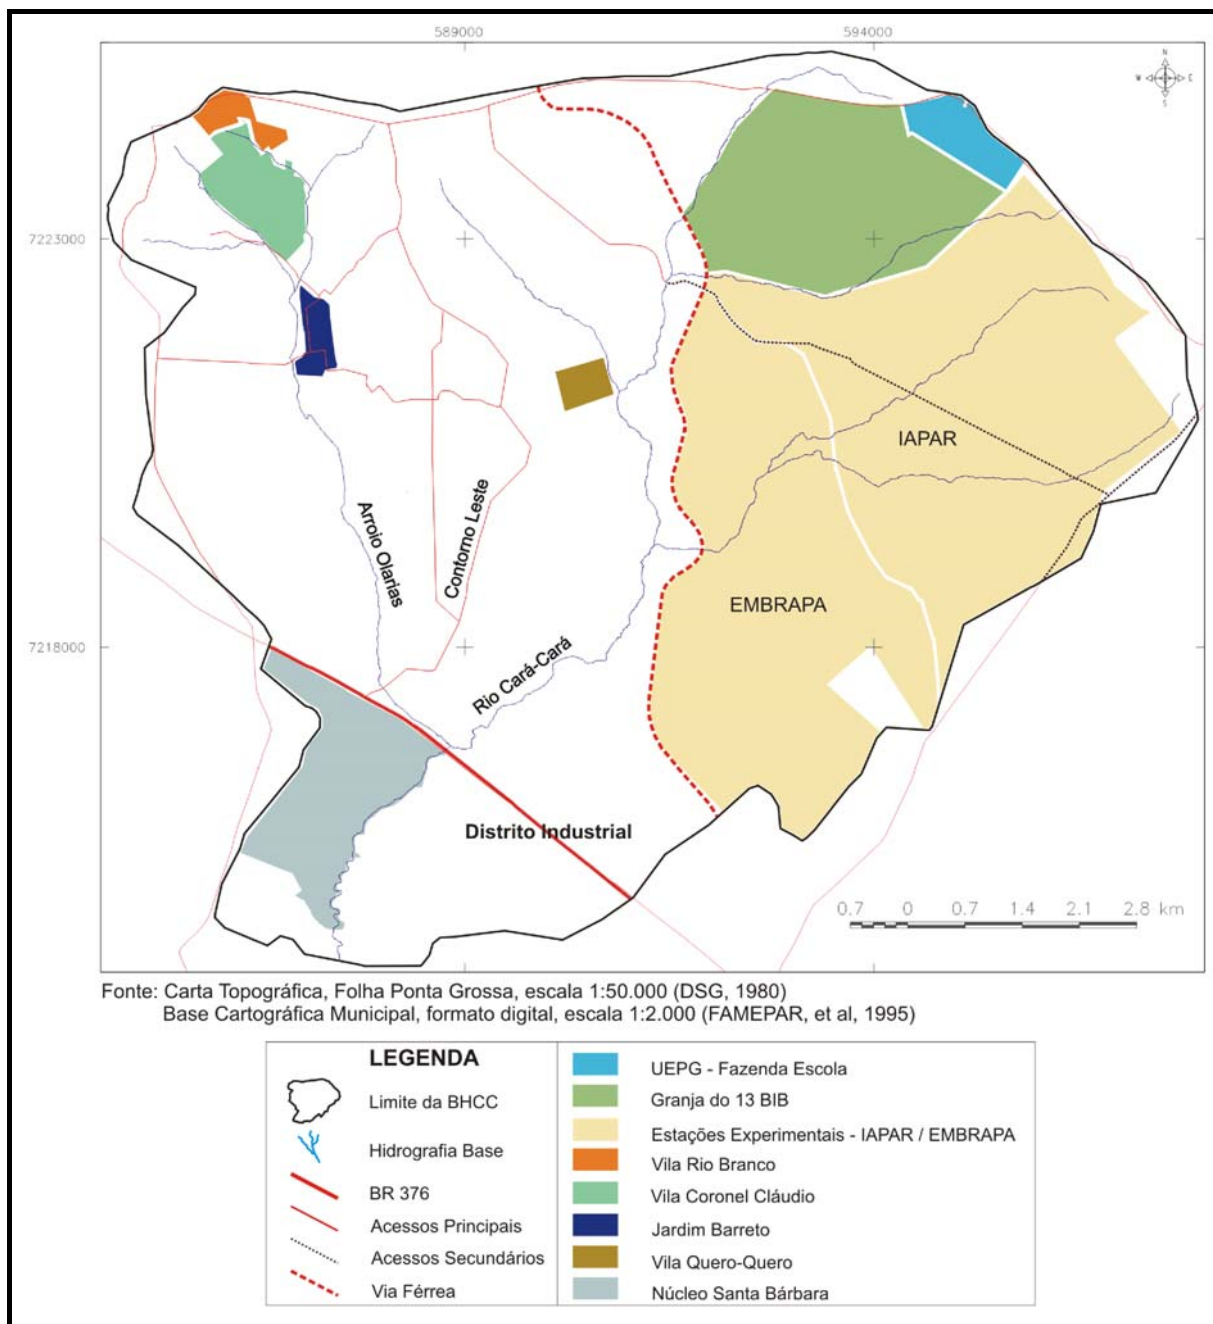 589000
594000
N
W E
S
7223000
IAPAR
Arroio Olarias
Contorno Leste
EMBRAPA
7218000
Rio Cará-Cará
Distrito Industrial
0.7 0 0.7 1.4 2.1 2.8 km
Fonte: Carta Topográfica, Folha Ponta Grossa, escala 1:50.000 (DSG, 1980)
Base Cartográfica Municipal, formato digital, escala 1:2.000 (FAMEPAR, et al, 1995)
LEGENDA
Limite da BHCC
Hidrografia Base
BR 376
Acessos Principais
Acessos Secundários
Via Férrea
UEPG - Fazenda Escola
Granja do 13 BIB
Estações Experimentais - IAPAR / EMBRAPA
Vila Rio Branco
Vila Coronel Cláudio
Jardim Barreto
Vila Quero-Quero
Núcleo Santa Bárbara